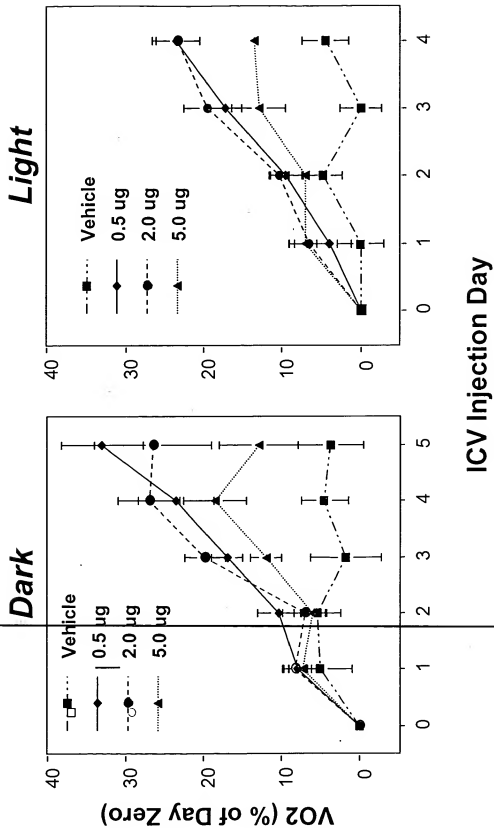 Dark
Vehicle
0.5 ug
2.0 ug
5.0 ug
VO2 (% of Day Zero)
40
30
20
10
0
0 1 2 3 4 5
Light
Vehicle
0.5 ug
2.0 ug
5.0 ug
40
30
20
10
0
0 1 2 3 4
ICV Injection Day